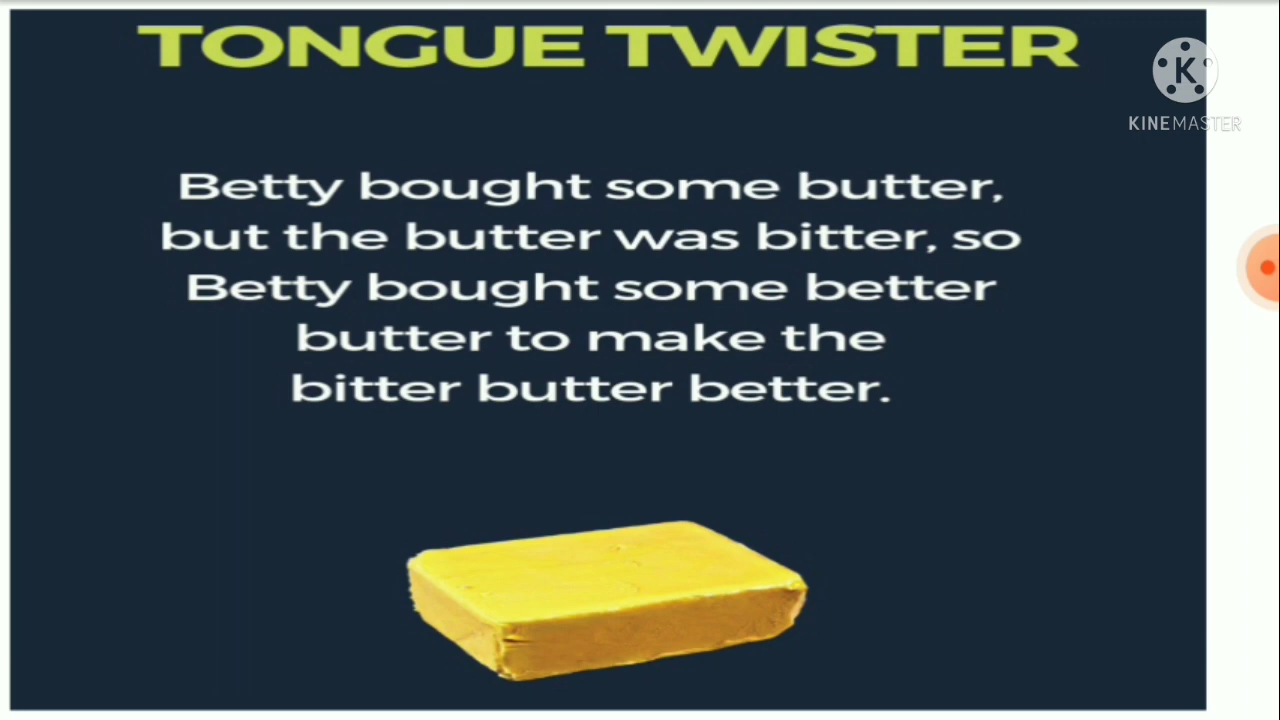 TONGUE TWISTER
K
KINEMASTER
Betty bought some butter,
but the butter was bitter, so
Betty bought some better
butter to make the
bitter butter better.